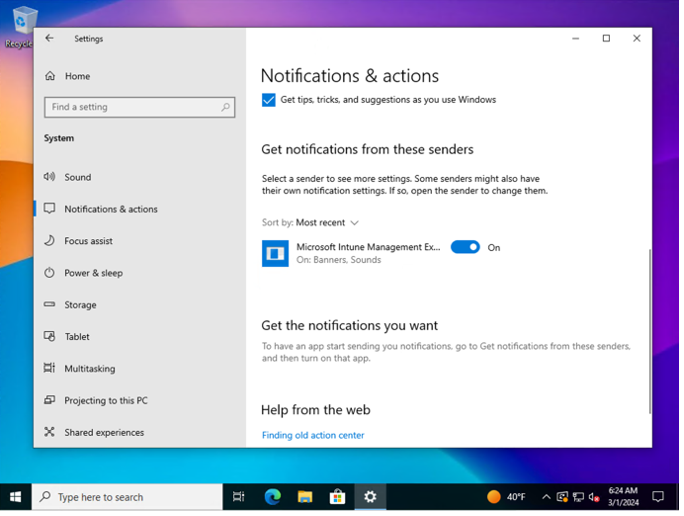 Recycle
Settings
Home
Find a setting
System
Sound
Notifications & actions
Focus assist
Power & sleep
Storage
Tablet
Multitasking
Projecting to this PC
Shared experiences
Notifications & actions
Get tips, tricks, and suggestions as you use Windows
Get notifications from these senders
Select a sender to see more settings. Some senders might also have
their own notification settings. If so, open the sender to change them.
Sort by: Most recent
Microsoft Intune Management Ex...
On
On: Banners, Sounds
Get the notifications you want
To have an app start sending you notifications, go to Get notifications from these senders,
and then turn on that app.
Help from the web
Finding old action center
Type here to search
40°F
6:24 AM
3/1/2024